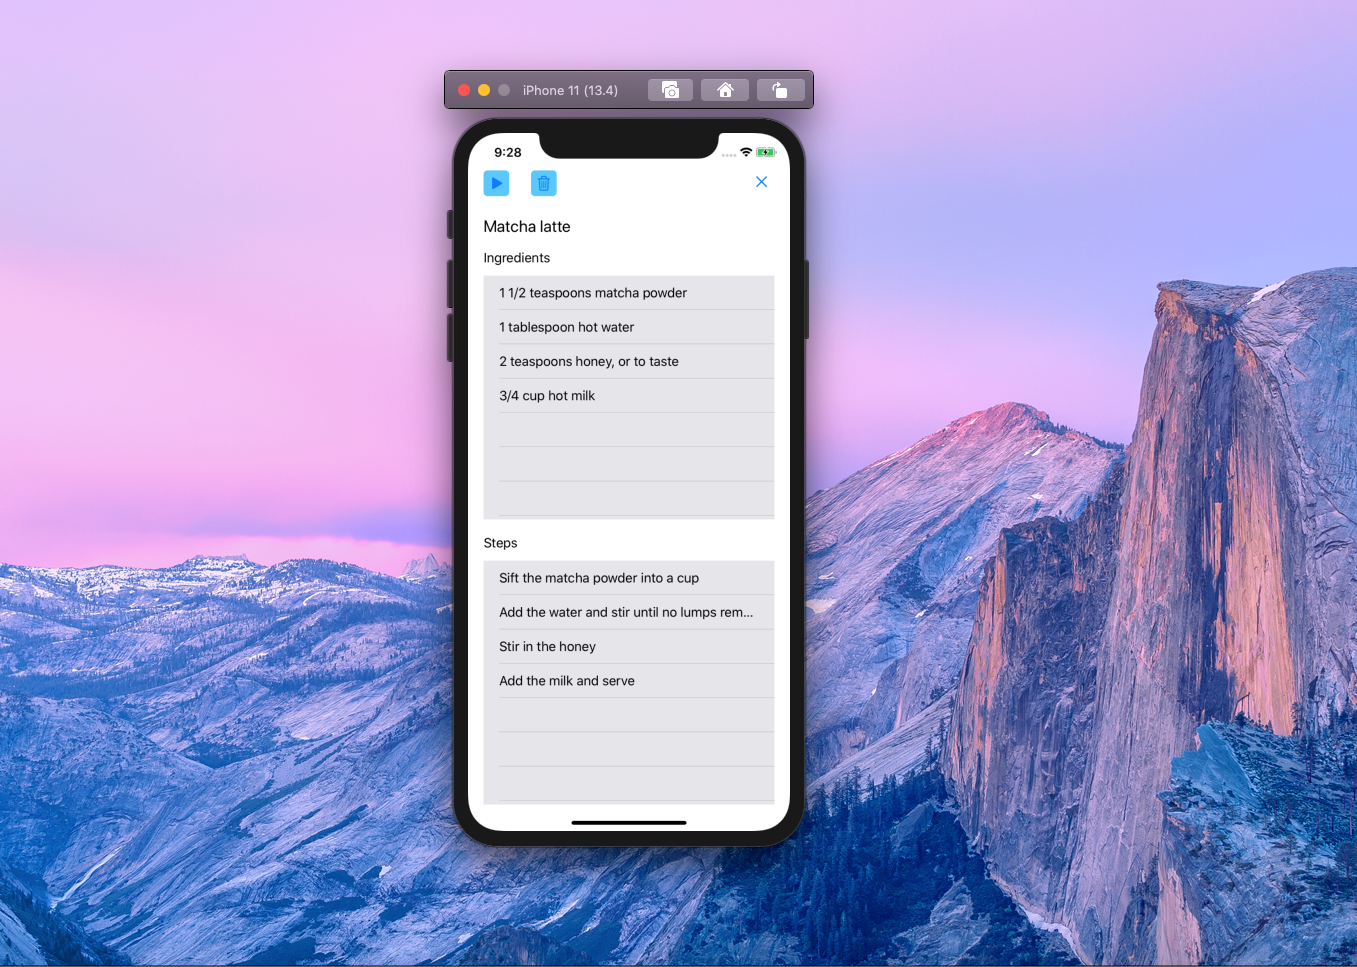 iPhone 11 (13.4)
9:28
Matcha latte
Ingredients
1 1/2 teaspoons matcha powder
1 tablespoon hot water
2 teaspoons honey, or to taste
3/4 cup hot milk
Steps
Sift the matcha powder into a cup
Add the water and stir until no lumps rem...
Stir in the honey
Add the milk and serve